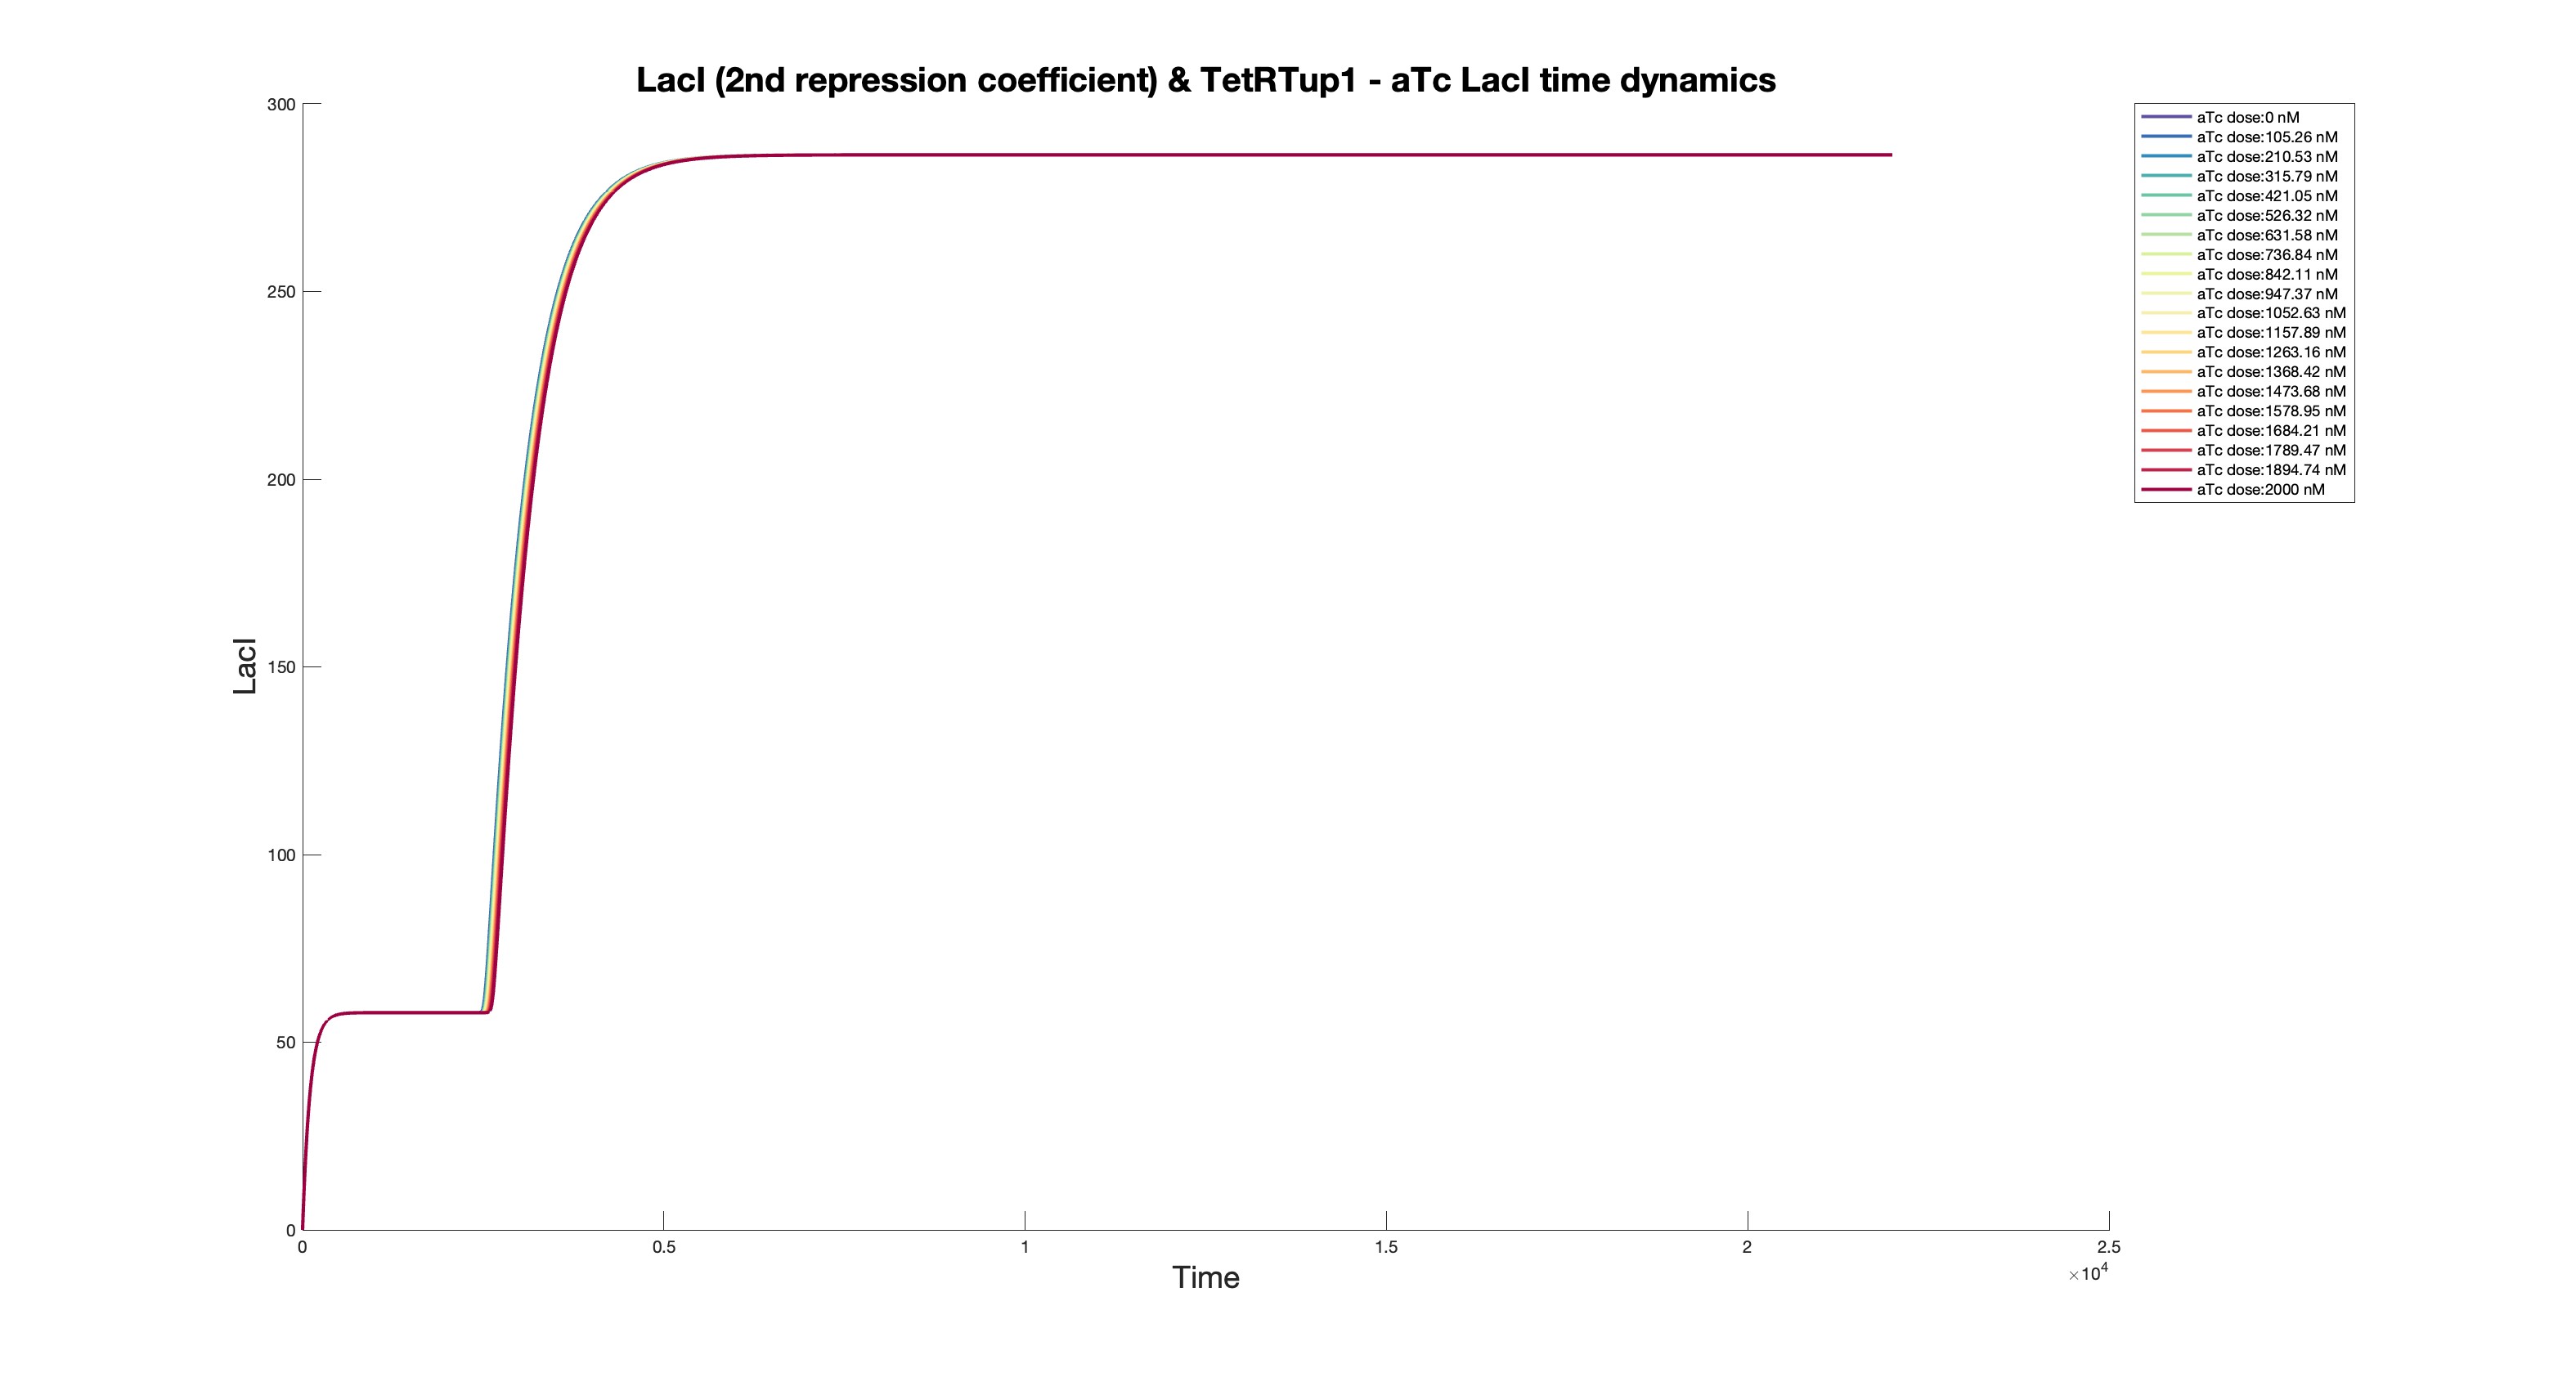 LacI (2nd repression coefficient) & TetRTup1 - aTc LacI time dynamics
300
250
200
150
100
50
0
LacI
0
0.5
1
1.5
2
2.5
×10^4
Time
aTc dose:0 nM
aTc dose:105.26 nM
aTc dose:210.53 nM
aTc dose:315.79 nM
aTc dose:421.05 nM
aTc dose:526.32 nM
aTc dose:631.58 nM
aTc dose:736.84 nM
aTc dose:842.11 nM
aTc dose:947.37 nM
aTc dose:1052.63 nM
aTc dose:1157.89 nM
aTc dose:1263.16 nM
aTc dose:1368.42 nM
aTc dose:1473.68 nM
aTc dose:1578.95 nM
aTc dose:1684.21 nM
aTc dose:1789.47 nM
aTc dose:1894.74 nM
aTc dose:2000 nM